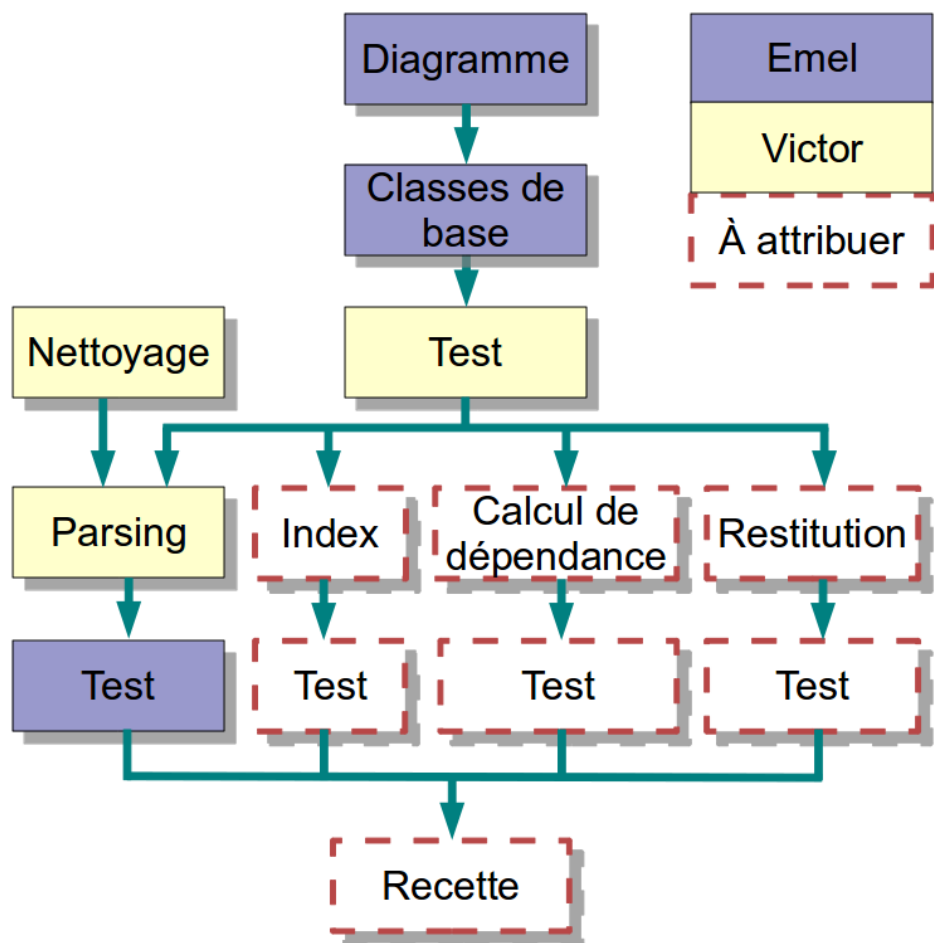 Diagramme
Emel
Victor
À attribuer
Classes de
base
Nettoyage
Test
Parsing
Index
Calcul de
dépendance
Restitution
Test
Test
Test
Test
Recette